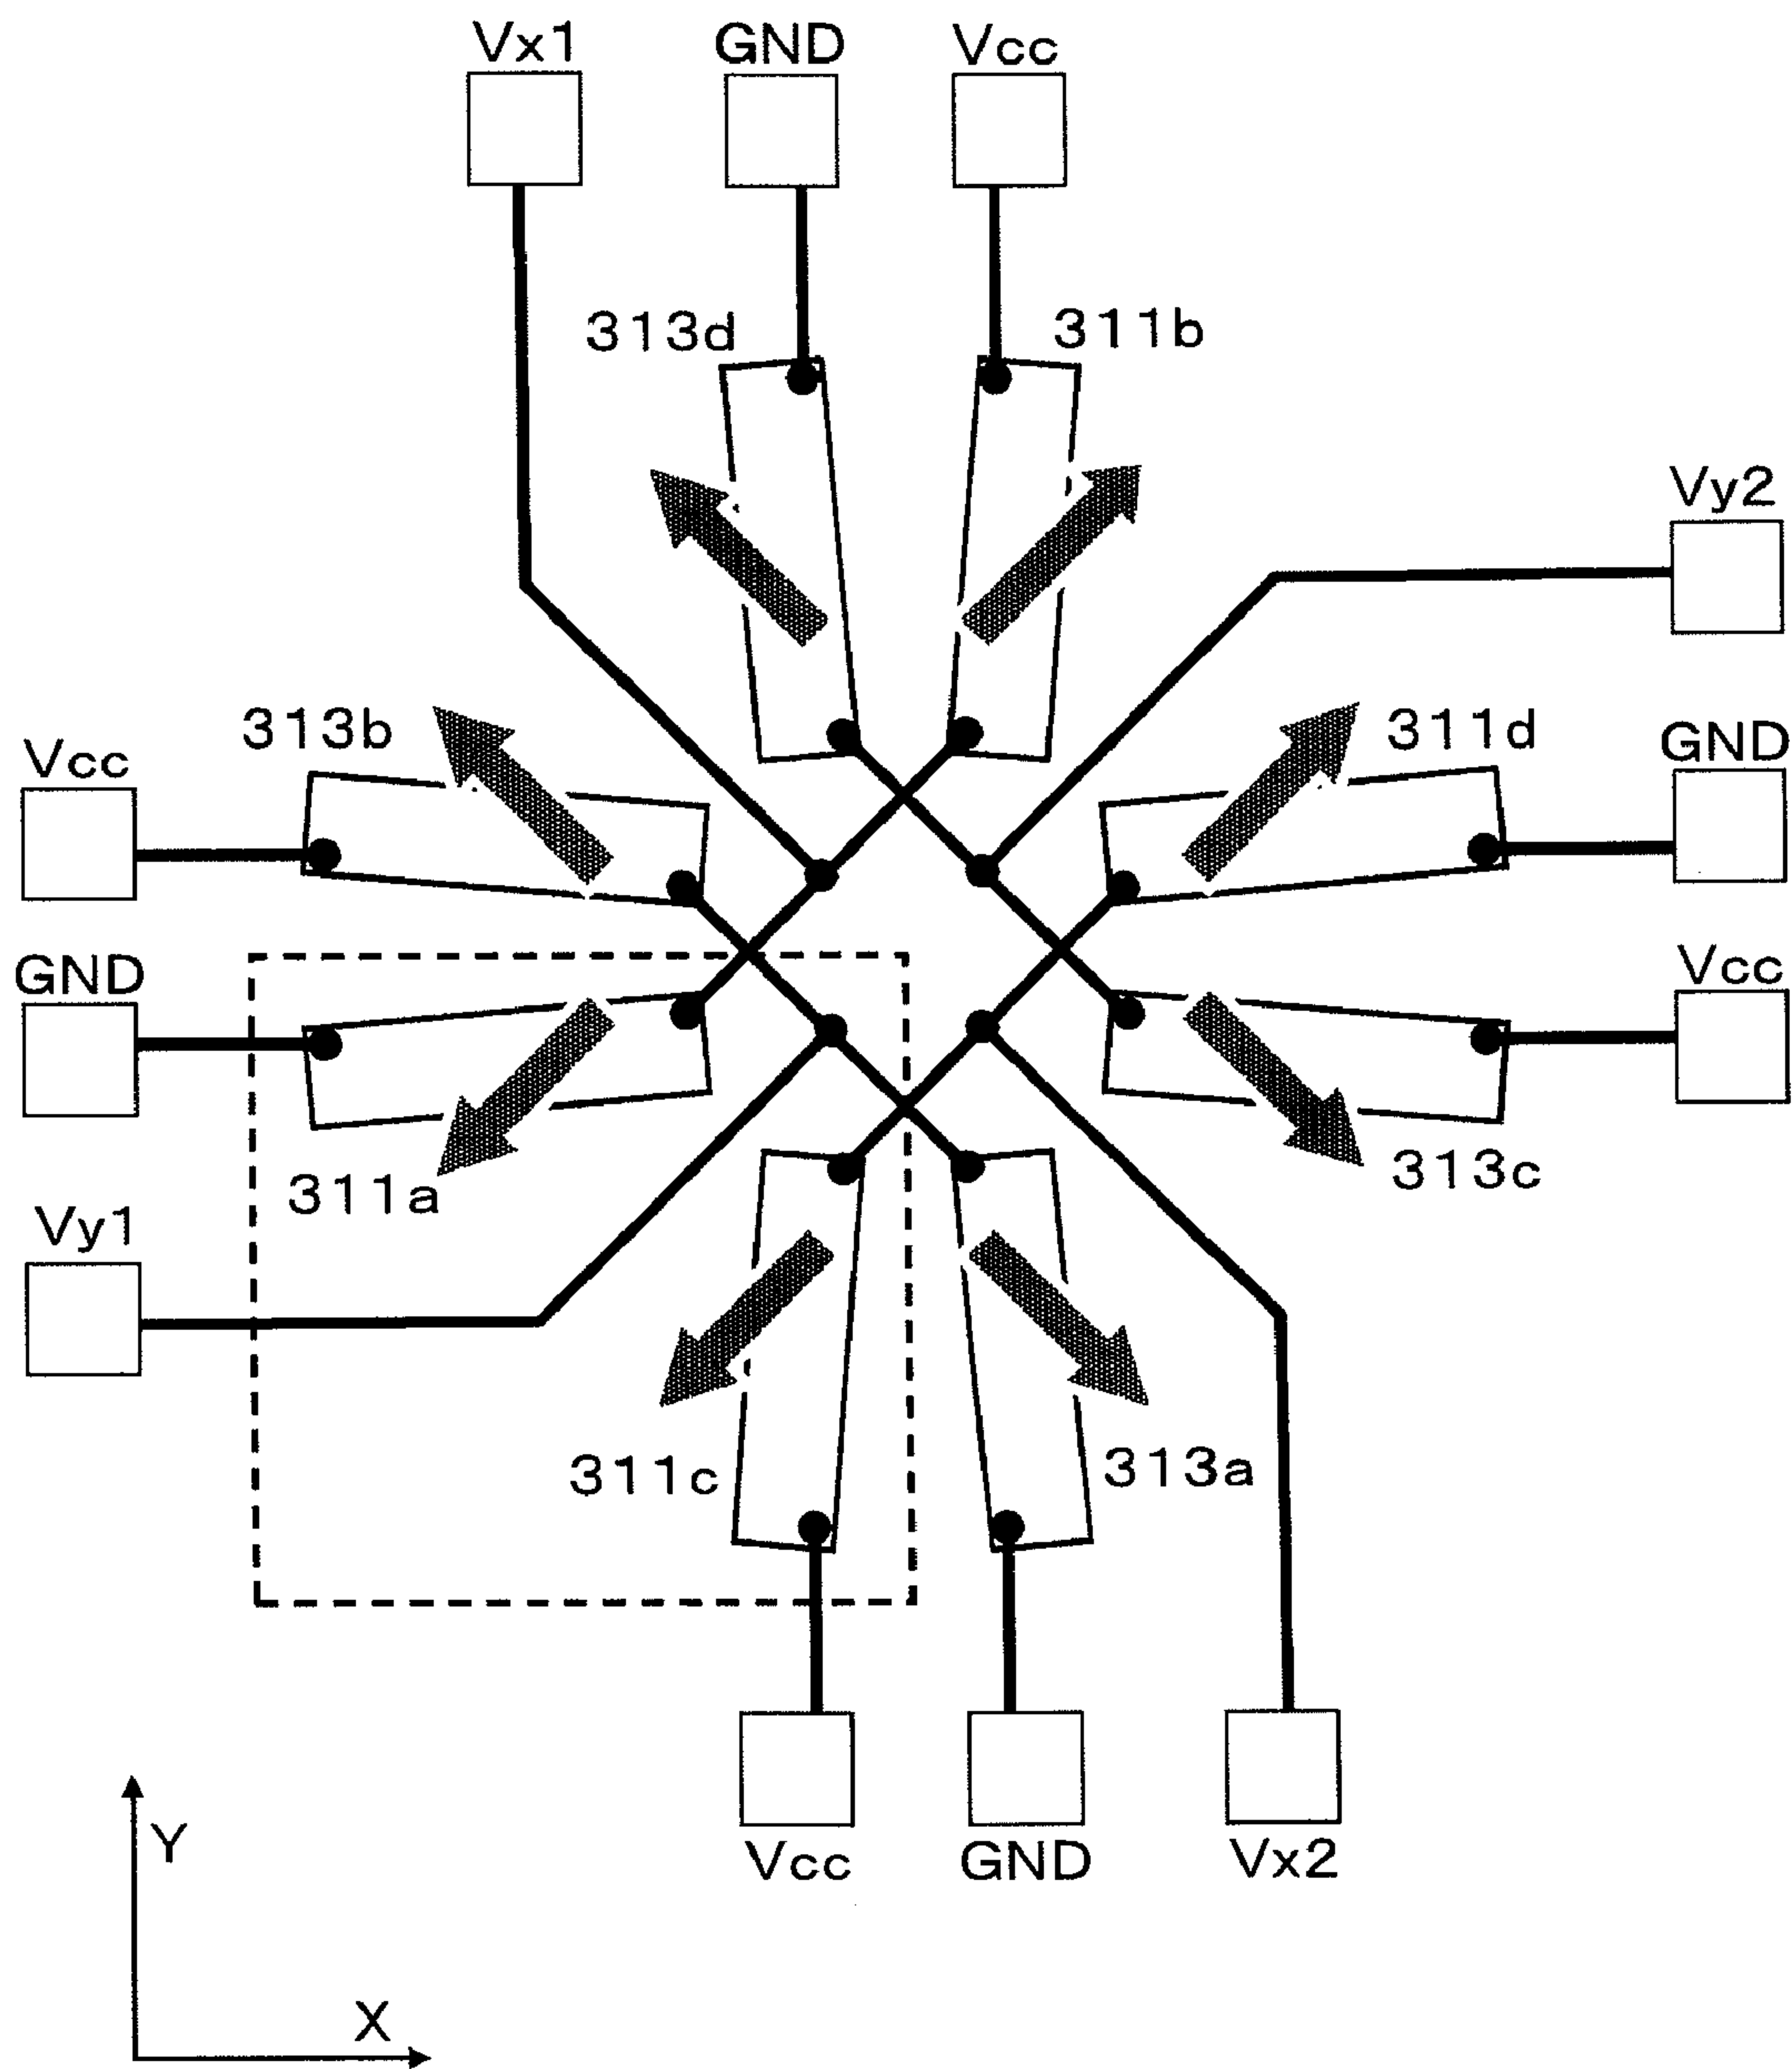 Vx1
GND
Vcc
313d
311b
Vy2
313b
311d
Vcc
GND
GND
Vcc
311a
313c
Vy1
311c
313a
Vcc
GND
Vx2
Y
X